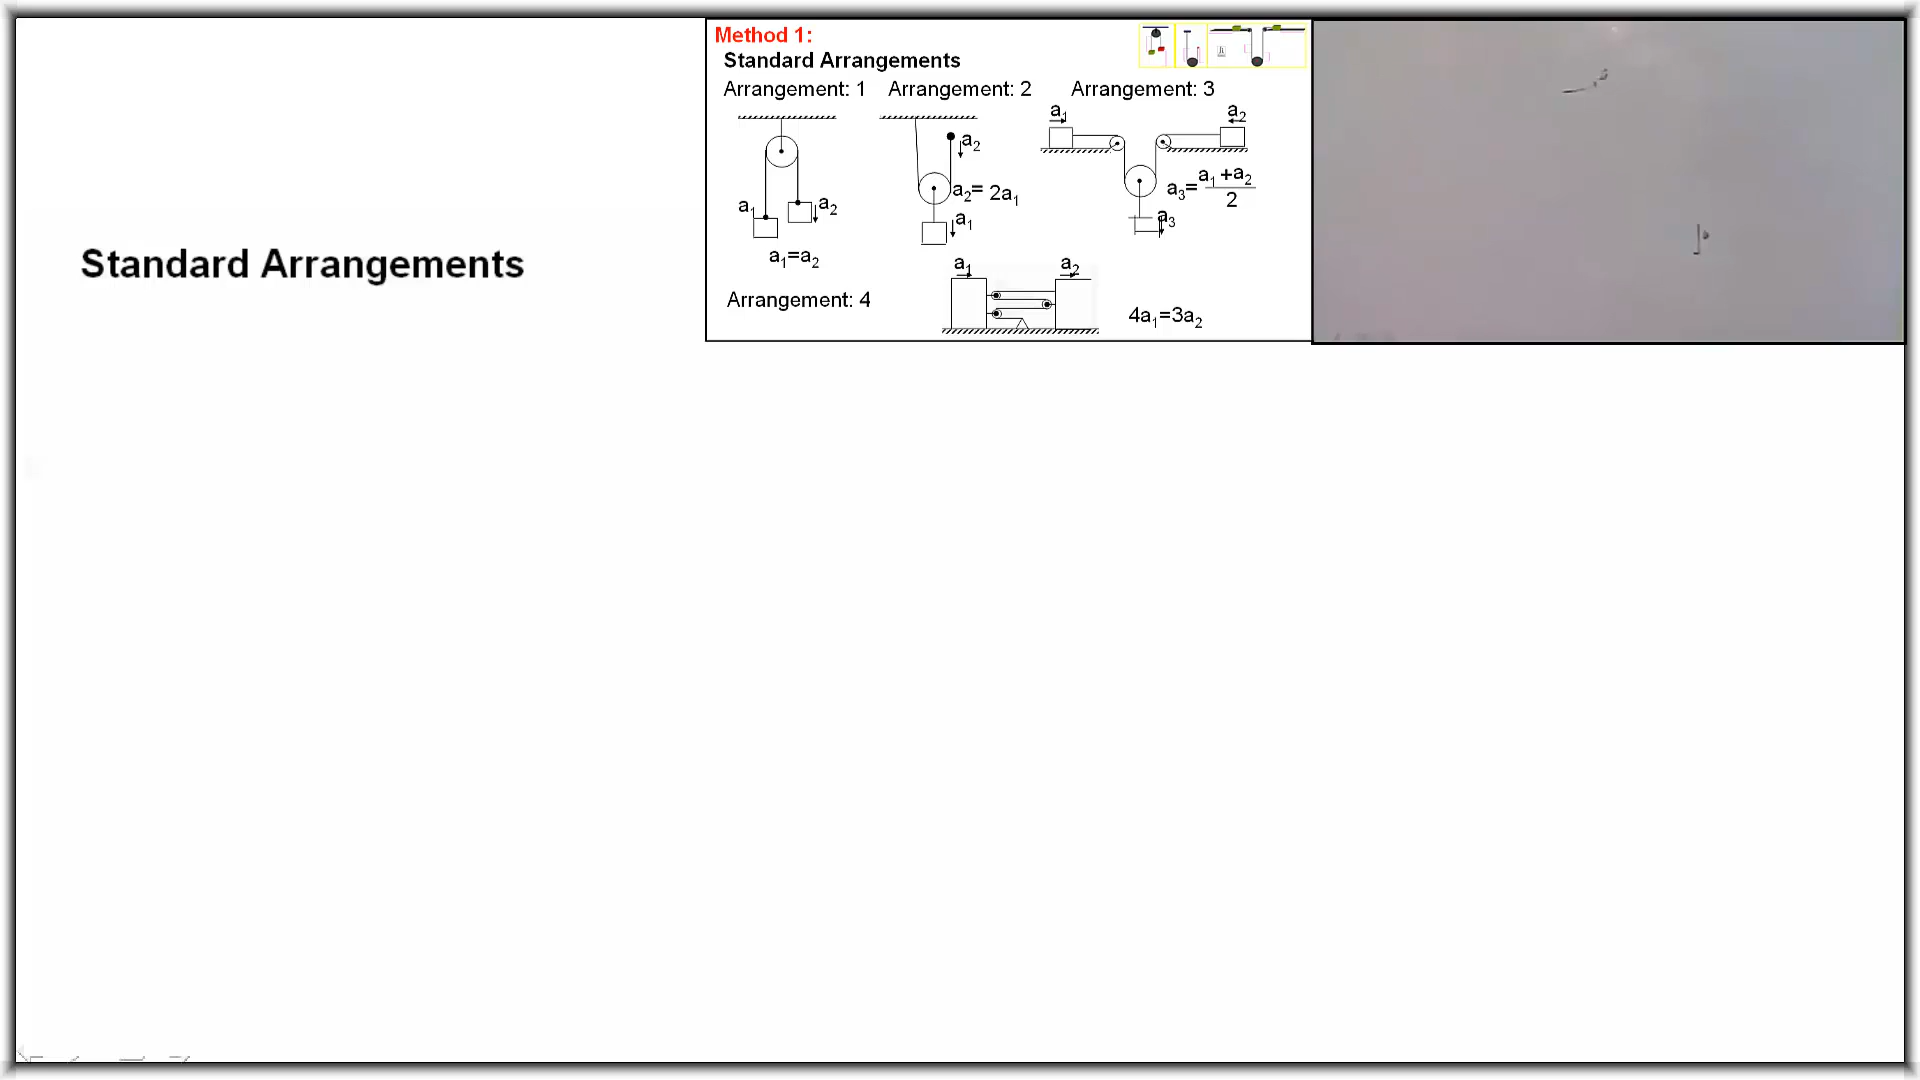 Method 1:
Standard Arrangements
Arrangement: 1 Arrangement: 2 Arrangement: 3
a₁ a₂
a₂
a₂= 2a₁
a₃=(a₁+a₂)/2
a₁ a₂ a₁ a₃
a₁=a₂
Standard Arrangements
a₁ a₂
Arrangement: 4
4a₁=3a₂